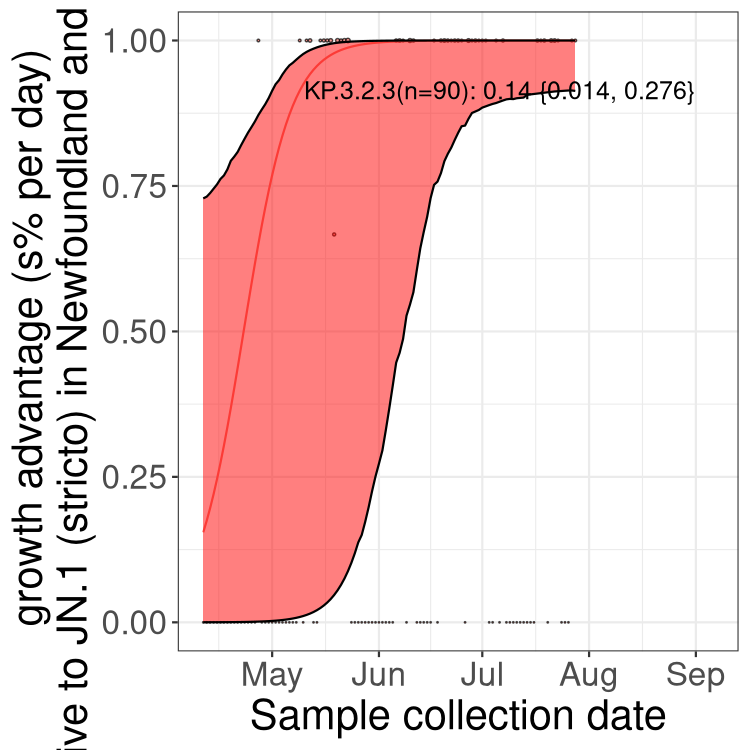 growth advantage (s% per day)
ive to JN.1 (stricto) in Newfoundland and
1.00
0.75
0.50
0.25
0.00
KP.3.2.3(n=90): 0.14 {0.014, 0.276}
May Jun Jul Aug Sep
Sample collection date